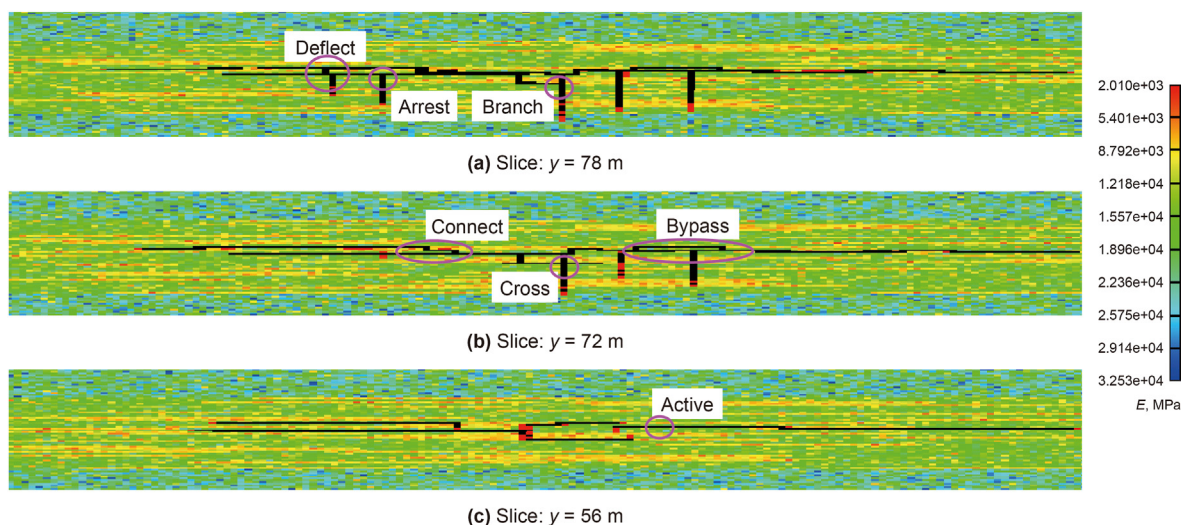 Deflect
Arrest
Branch
(a) Slice: y = 78 m
Connect
Bypass
Cross
(b) Slice: y = 72 m
Active
(c) Slice: y = 56 m
2.010e+03
5.401e+03
8.792e+03
1.218e+04
1.557e+04
1.896e+04
2.236e+04
2.575e+04
2.914e+04
3.253e+04
E, MPa